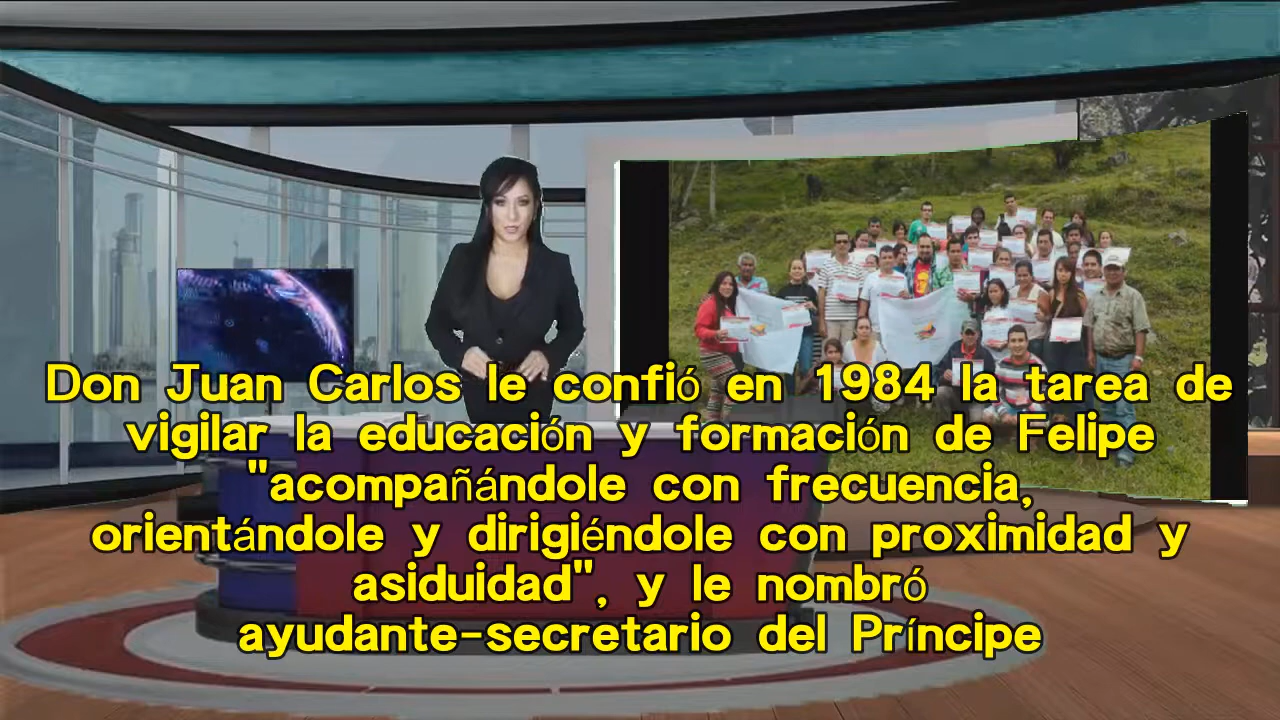 Don Juan Carlos le confió en 1984 la tarea de
vigilar la educación y formación de Felipe
"acompañándole con frecuencia,
orientándole y dirigiéndole con proximidad y
asiduidad", y le nombró
ayudante-secretario del Príncipe